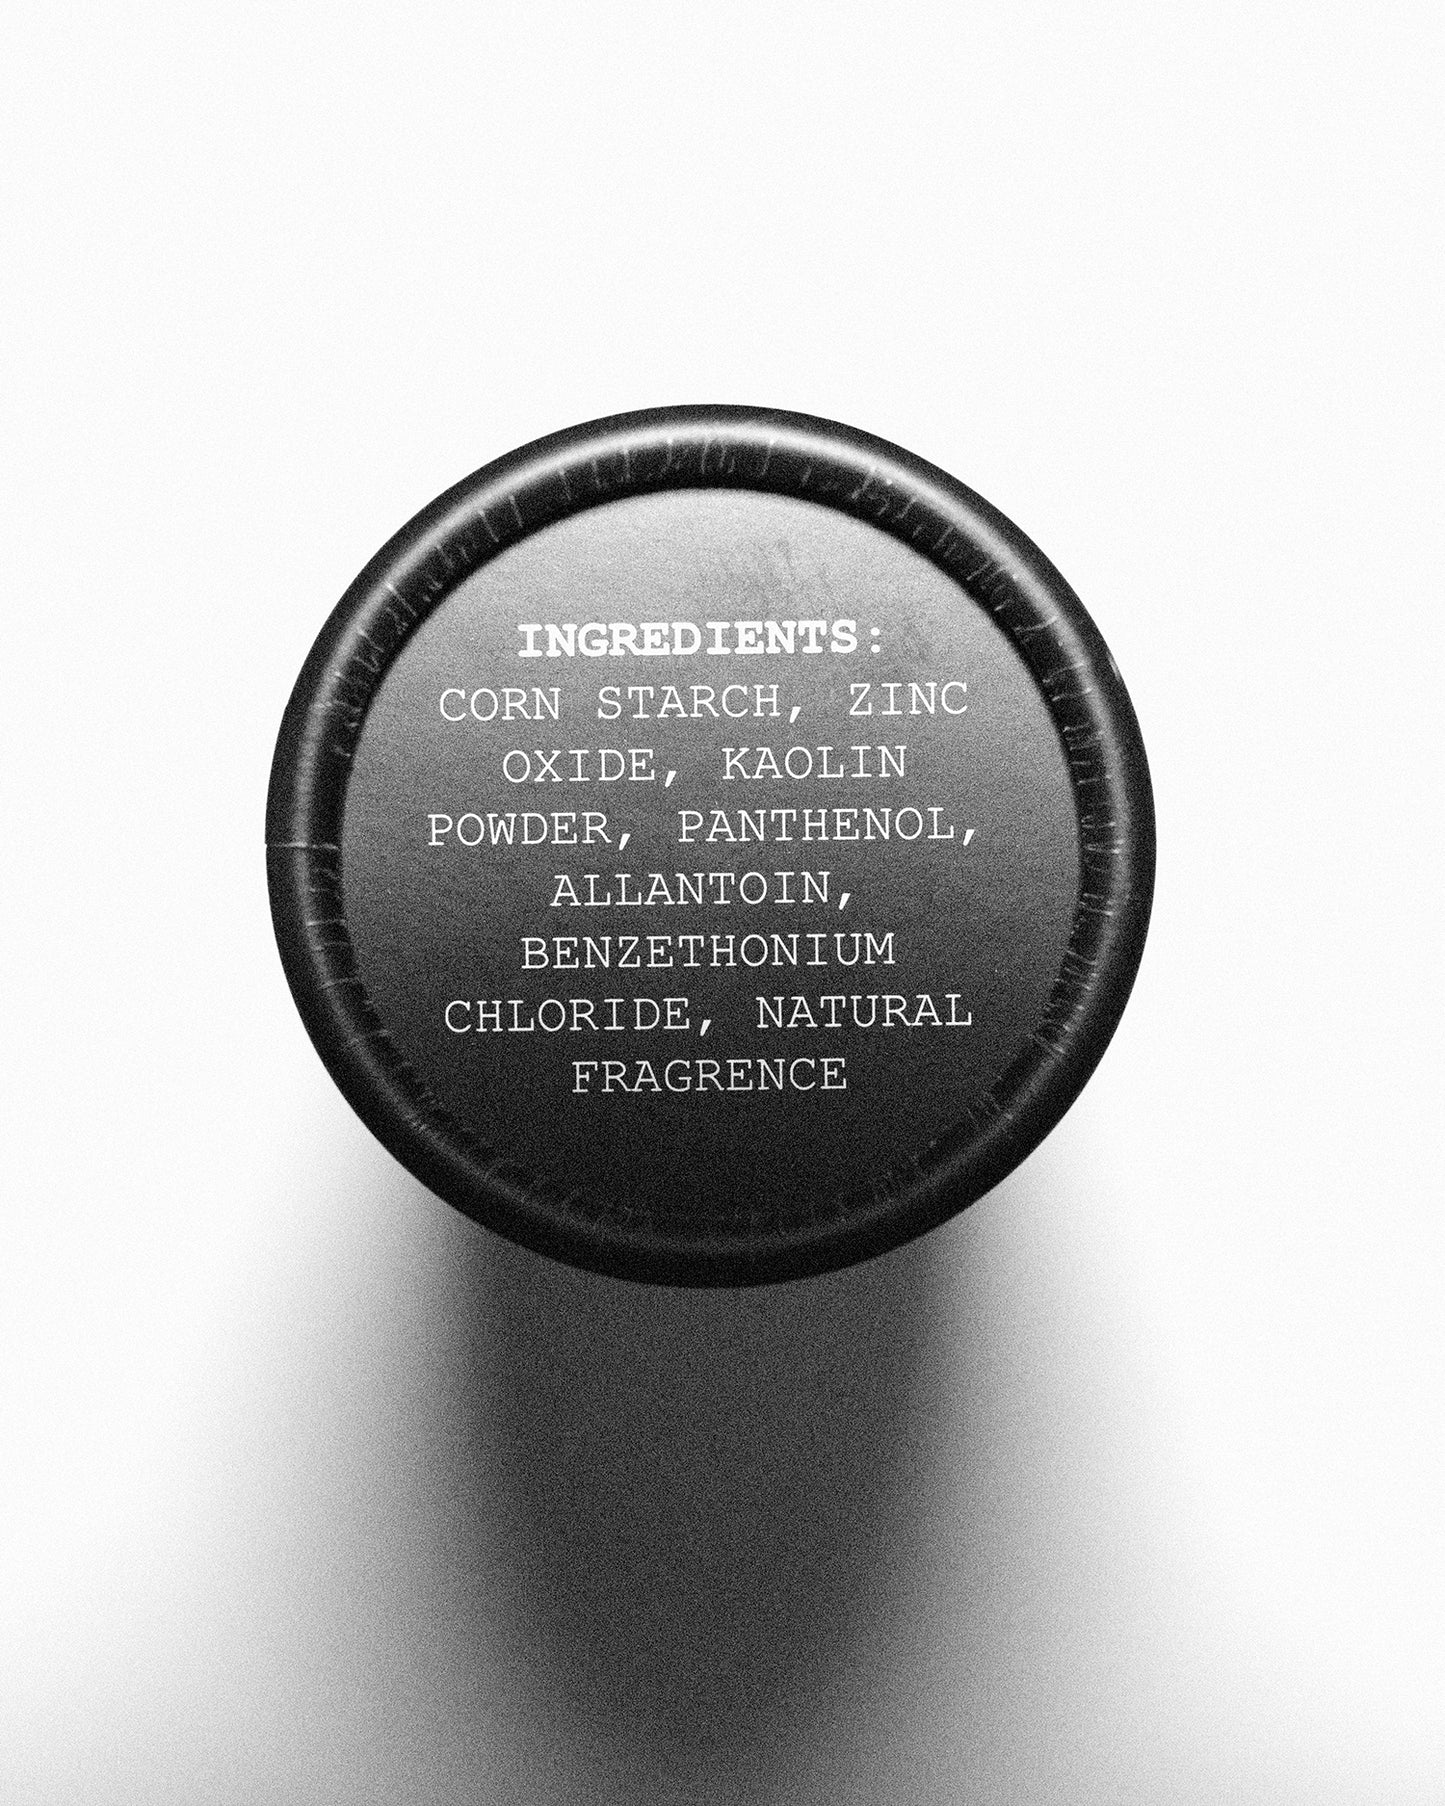 INGREDIENTS:
CORN STARCH, ZINC
OXIDE, KAOLIN
POWDER, PANTHENOL,
ALLANTOIN,
BENZETHONIUM
CHLORIDE, NATURAL
FRAGRENCE